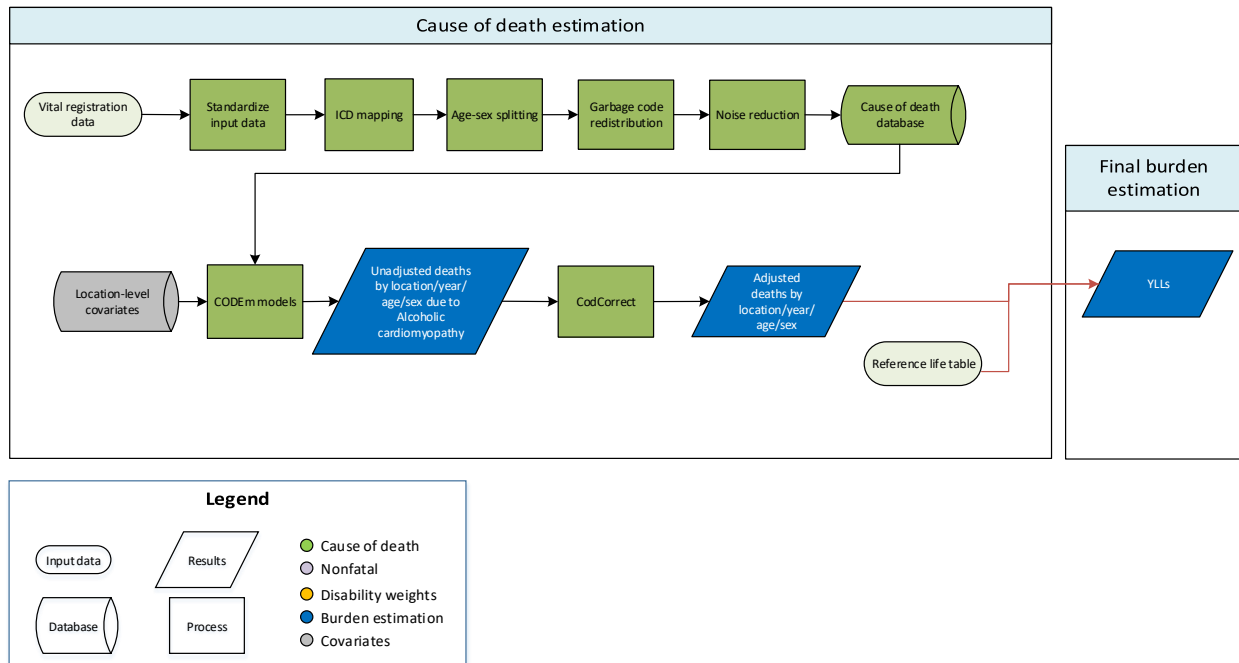 Cause of death estimation
Vital registration
data
Standardize
input data
ICD mapping
Age-sex splitting
Garbage code
redistribution
Noise reduction
Cause of death
database
Final burden
estimation
Location-level
covariates
CODEm models
Unadjusted deaths
by location/year/
age/sex due to
Alcoholic
cardiomyopathy
CodCorrect
Adjusted
deaths by
location/year/
age/sex
YLLs
Reference life table
Legend
Input data
Results
Database
Process
Cause of death
Nonfatal
Disability weights
Burden estimation
Covariates